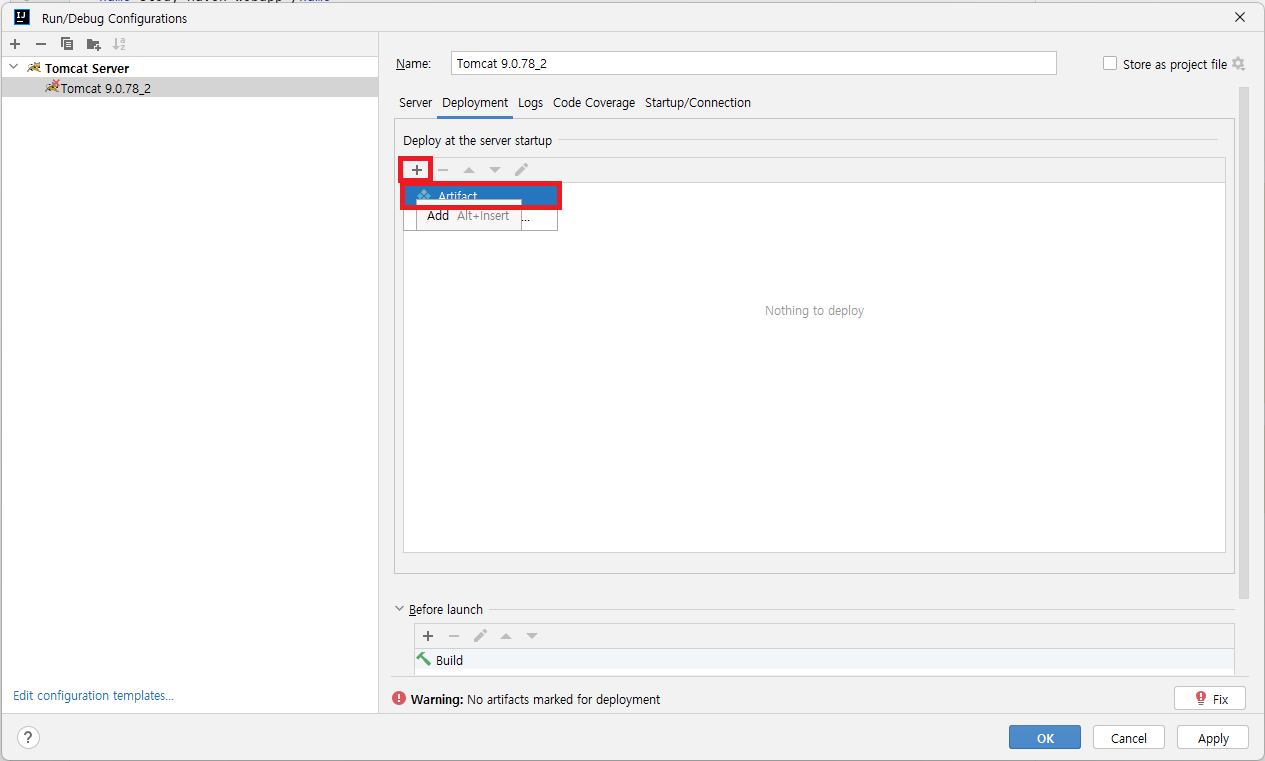 Run/Debug Configurations
Tomcat Server
Tomcat 9.0.78_2
Name: Tomcat 9.0.78_2
Store as project file
Server Deployment Logs Code Coverage Startup/Connection
Deploy at the server startup
Artifact
Add Alt+Insert ...
Nothing to deploy
Before launch
Build
Edit configuration templates...
Warning: No artifacts marked for deployment
Fix
? OK Cancel Apply